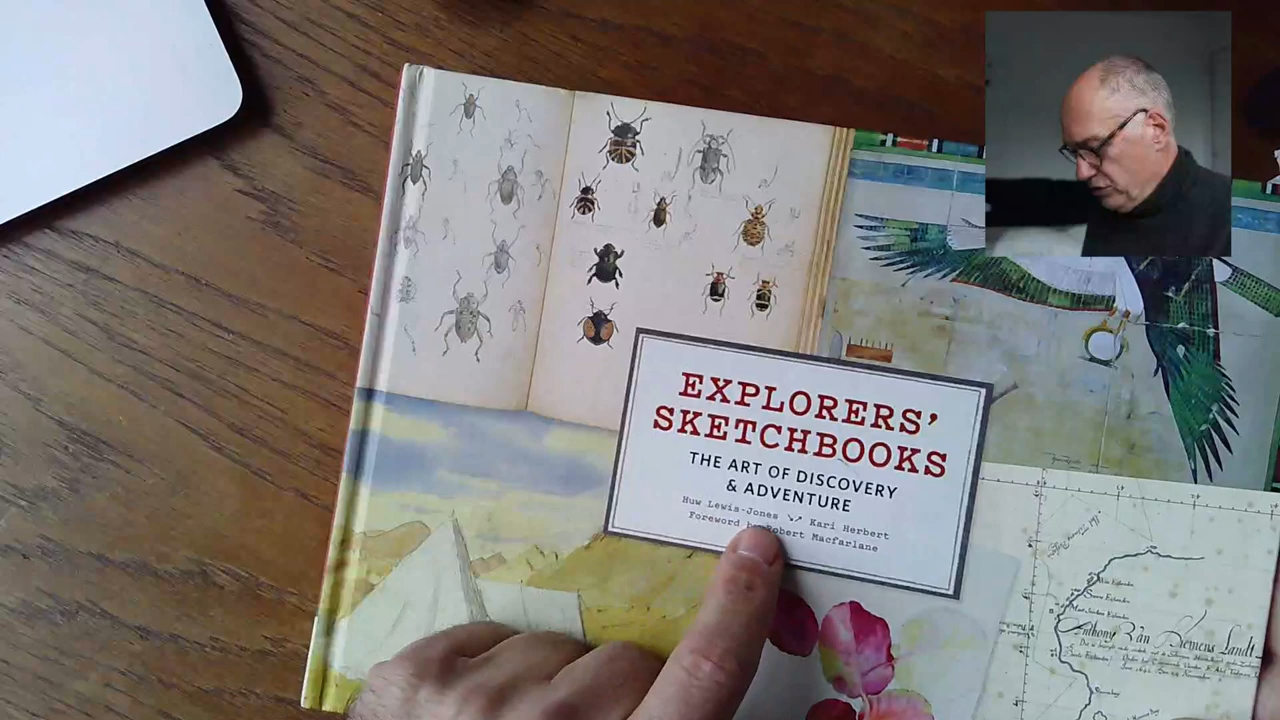 EXPLORERS'
SKETCHBOOKS
THE ART OF DISCOVERY
& ADVENTURE
Huw Lewis-Jones ↘↗ Kari Herbert
Foreword by Robert Macfarlane
Anthony Van Diemens Landt